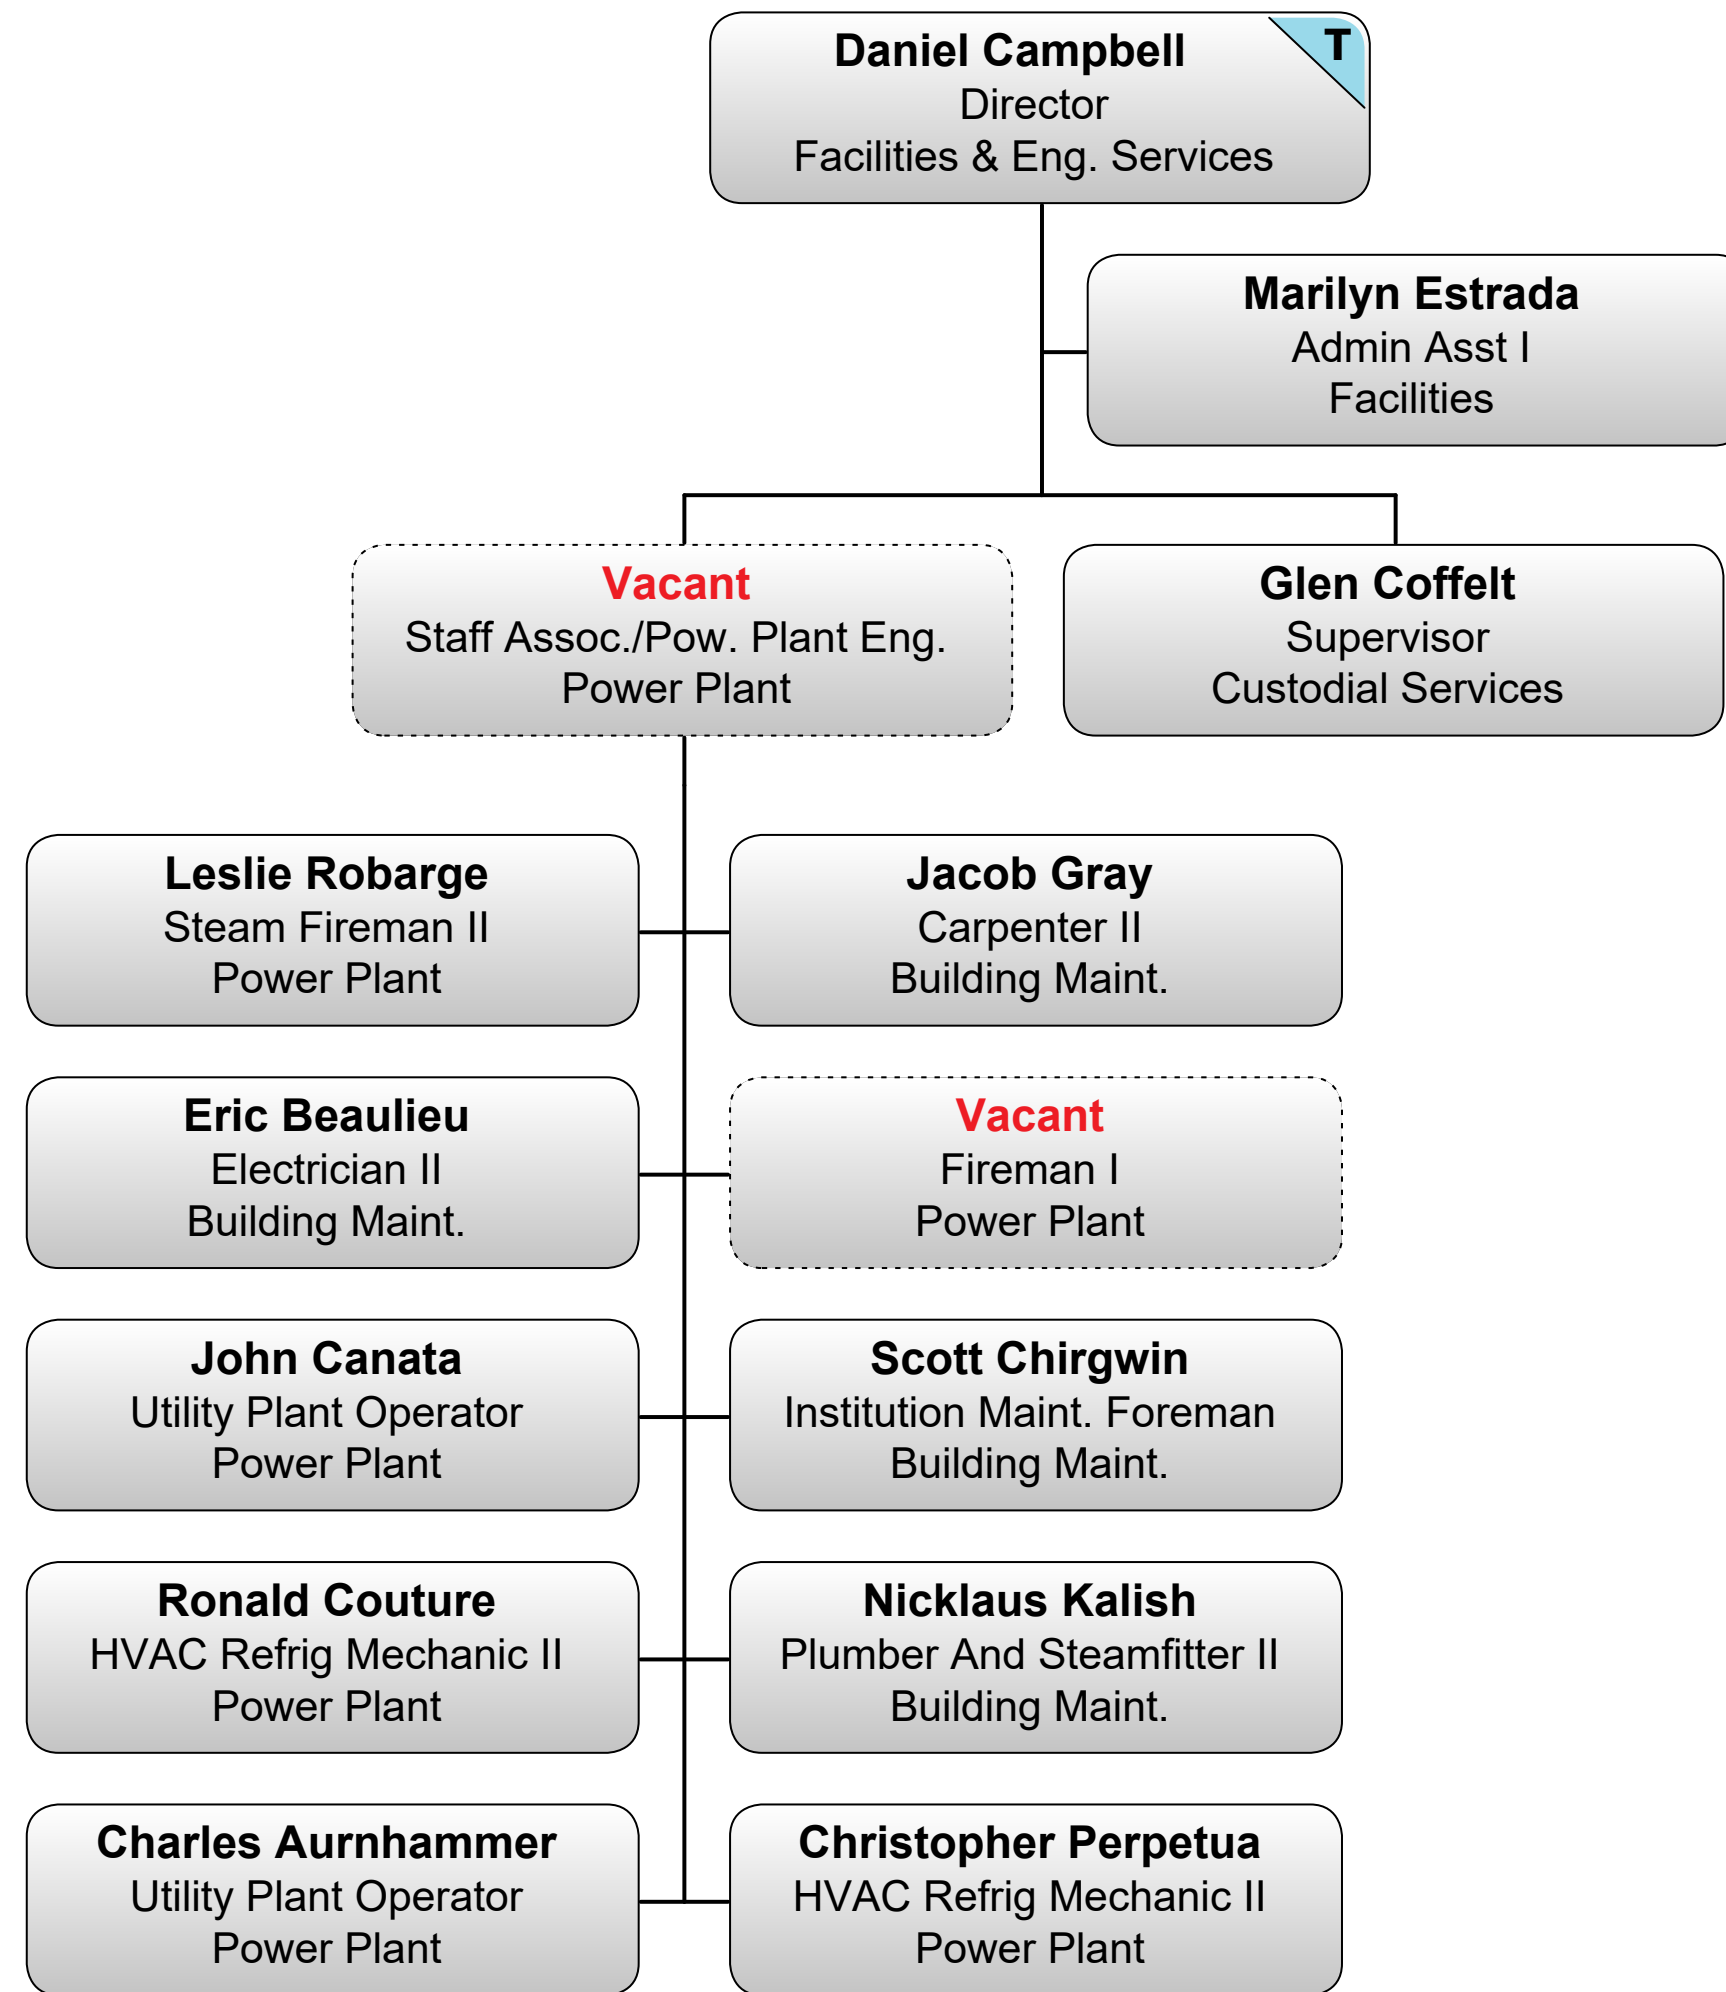 Daniel Campbell
T
Director
Facilities & Eng. Services
Marilyn Estrada
Admin Asst I
Facilities
Vacant
Staff Assoc./Pow. Plant Eng.
Power Plant
Glen Coffelt
Supervisor
Custodial Services
Leslie Robarge
Steam Fireman II
Power Plant
Jacob Gray
Carpenter II
Building Maint.
Eric Beaulieu
Electrician II
Building Maint.
Vacant
Fireman I
Power Plant
John Canata
Utility Plant Operator
Power Plant
Scott Chirgwin
Institution Maint. Foreman
Building Maint.
Ronald Couture
HVAC Refrig Mechanic II
Power Plant
Nicklaus Kalish
Plumber And Steamfitter II
Building Maint.
Charles Aurnhammer
Utility Plant Operator
Power Plant
Christopher Perpetua
HVAC Refrig Mechanic II
Power Plant